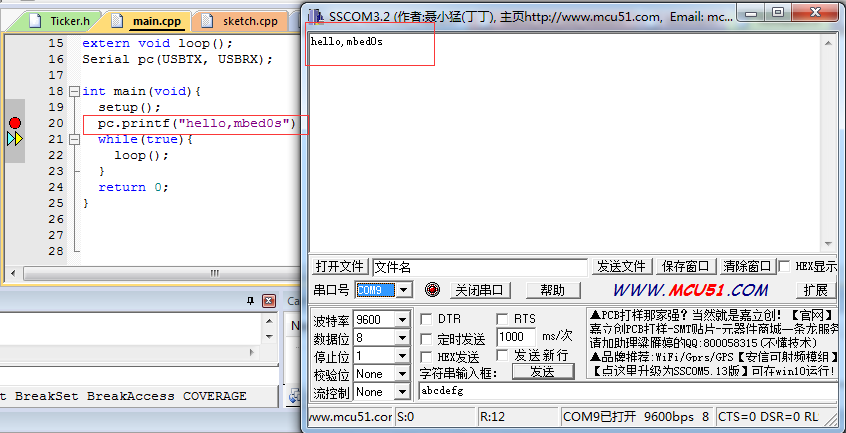 Ticker.h main.cpp sketch.cpp
15 extern void loop();
16 Serial pc(USBTX, USBRX);
17
18 int main(void){
19 setup();
20 pc.printf("hello,mbed0s")
21 while(true){
22 loop();
23 }
24 return 0;
25 }
26
27
28
Ca
N
t BreakSet BreakAccess COVERAGE
SSCOM3.2 (作者:聂小猛(丁丁), 主页http://www.mcu51.com, Email: mc...
hello,mbed0s
打开文件 文件名 发送文件 保存窗口 清除窗口 HEX显示
串口号 COM9 关闭串口 帮助 WWW.MCU51.COM 扩展
波特率 9600 DTR RTS
数据位 8 定时发送 1000 ms/次
停止位 1 HEX发送 发送新行
校验位 None 字符串输入框: 发送
流控制 None abcdefg
▲PCB打样那家强？当然就是嘉立创！【官网】
嘉立创PCB打样-SMT贴片-元器件商城一条龙服务
请加助理梁雁婷的QQ:800058315(不懂技术)
▲品牌推荐:WiFi/Gprs/GPS【安信可射频模组】
【点这里升级为SSCOM5.13版】可在win10运行!
www.mcu51.cor S:0 R:12 COM9已打开 9600bps 8 CTS=0 DSR=0 RL